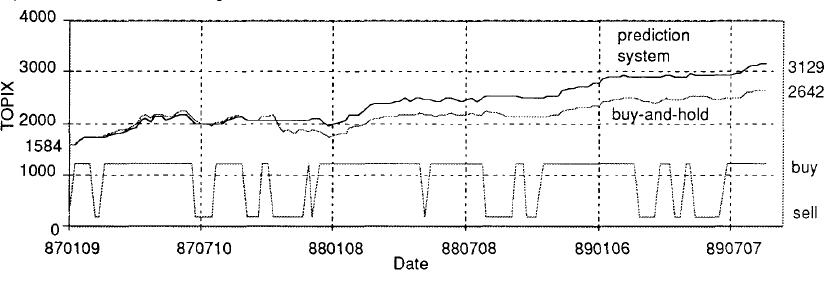 4000
prediction
system
3000
3129
2642
TOPIX
2000
buy-and-hold
1584
1000
buy
sell
0
870109 870710 880108 880708 890106 890707
Date